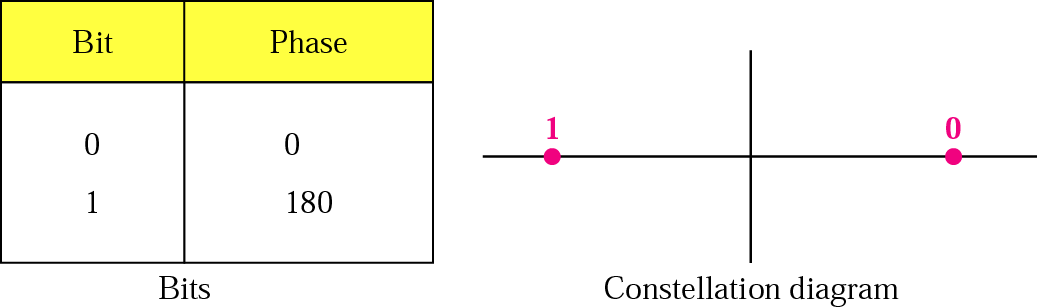 Bit Phase
0 0
1 180
Bits
1 0
Constellation diagram